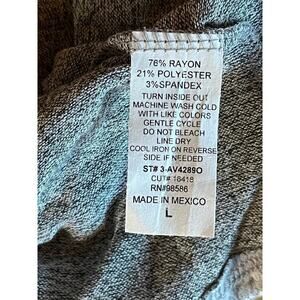 76% RAYON
21% POLYESTER
3%SPANDEX
TURN INSIDE OUT
MACHINE WASH COLD
WITH LIKE COLORS
GENTLE CYCLE
DO NOT BLEACH
LINE DRY
COOL IRON ON REVERSE
SIDE IF NEEDED
ST# 3-AV4289O
CUT# 18418
RN#98586
MADE IN MEXICO
L